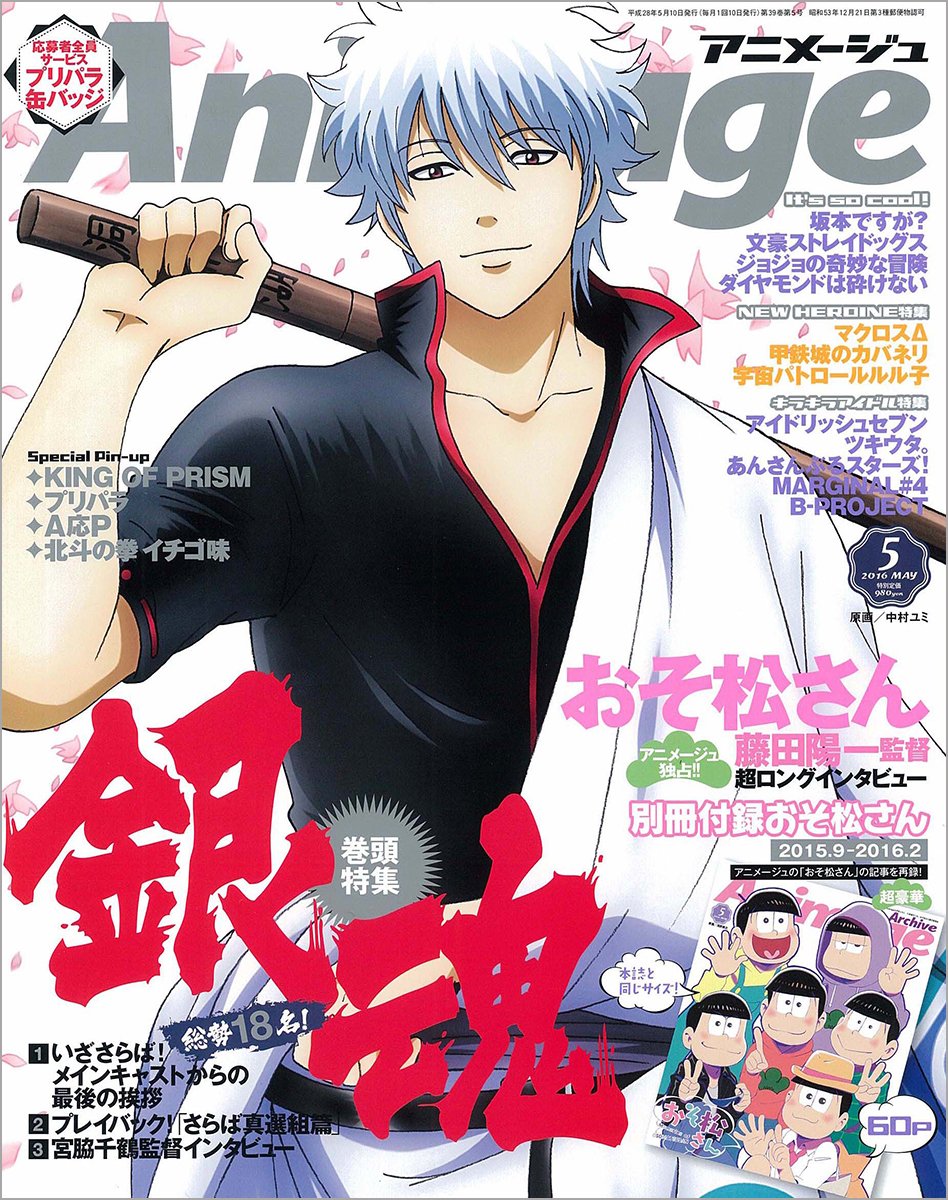 平成28年5月10日発行(毎月1回10日発行)第39巻第5号 昭和53年12月21日第3種郵便物認可
アニメージュ
Animage
応募者全員
サービス
プリパラ
缶バッジ
It's so cool!
坂本ですが?
文豪ストレイドッグス
ジョジョの奇妙な冒険
ダイヤモンドは砕けない
NEW HEROINE特集
マクロスΔ
甲鉄城のカバネリ
宇宙パトロールルル子
キラキラアイドル特集
アイドリッシュセブン
ツキウタ。
あんさんぶるスターズ!
MARGINAL#4
B-PROJECT
洞
湖
Special Pin-up
✦KING OF PRISM
✦プリパラ
✦A応P
✦北斗の拳 イチゴ味
5
2016 MAY
特別定価
980yen
原画/中村ユミ
おそ松さん
アニメージュ
独占!!
藤田陽一監督
超ロングインタビュー
別冊付録おそ松さん
2015.9-2016.2
アニメージュの「おそ松さん」の記事を再録!
超豪華
Animage
Archive
5
本誌と
同じサイズ!
おそ松さん
60P
銀魂
巻頭
特集
総勢18名!
1 いざさらば!
メインキャストからの
最後の挨拶
2 プレイバック!「さらば真選組篇」
3 宮脇千鶴監督インタビュー